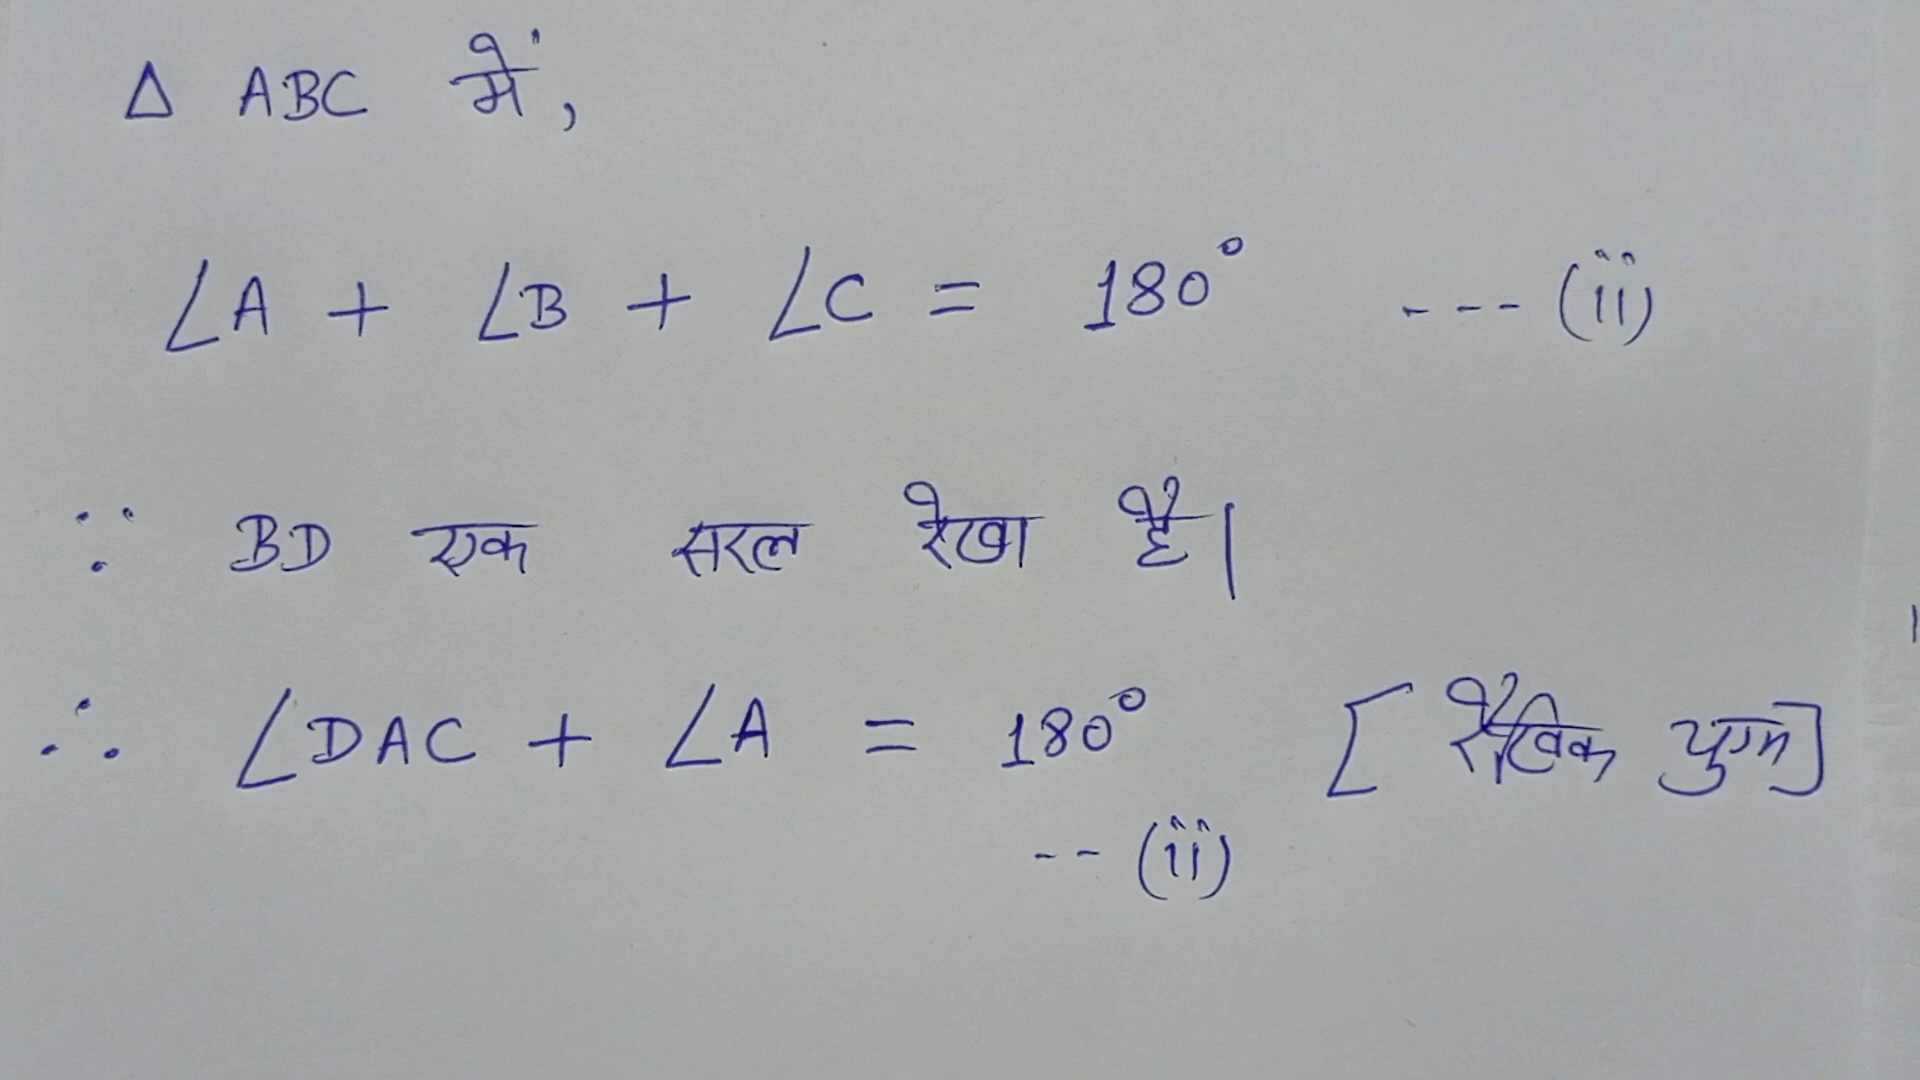 Δ ABC में,
∠A + ∠B + ∠C = 180° --- (ii)
∵ BD एक सरल रेखा है|
∴ ∠DAC + ∠A = 180° [रैखिक युग्म]
-- (ii)